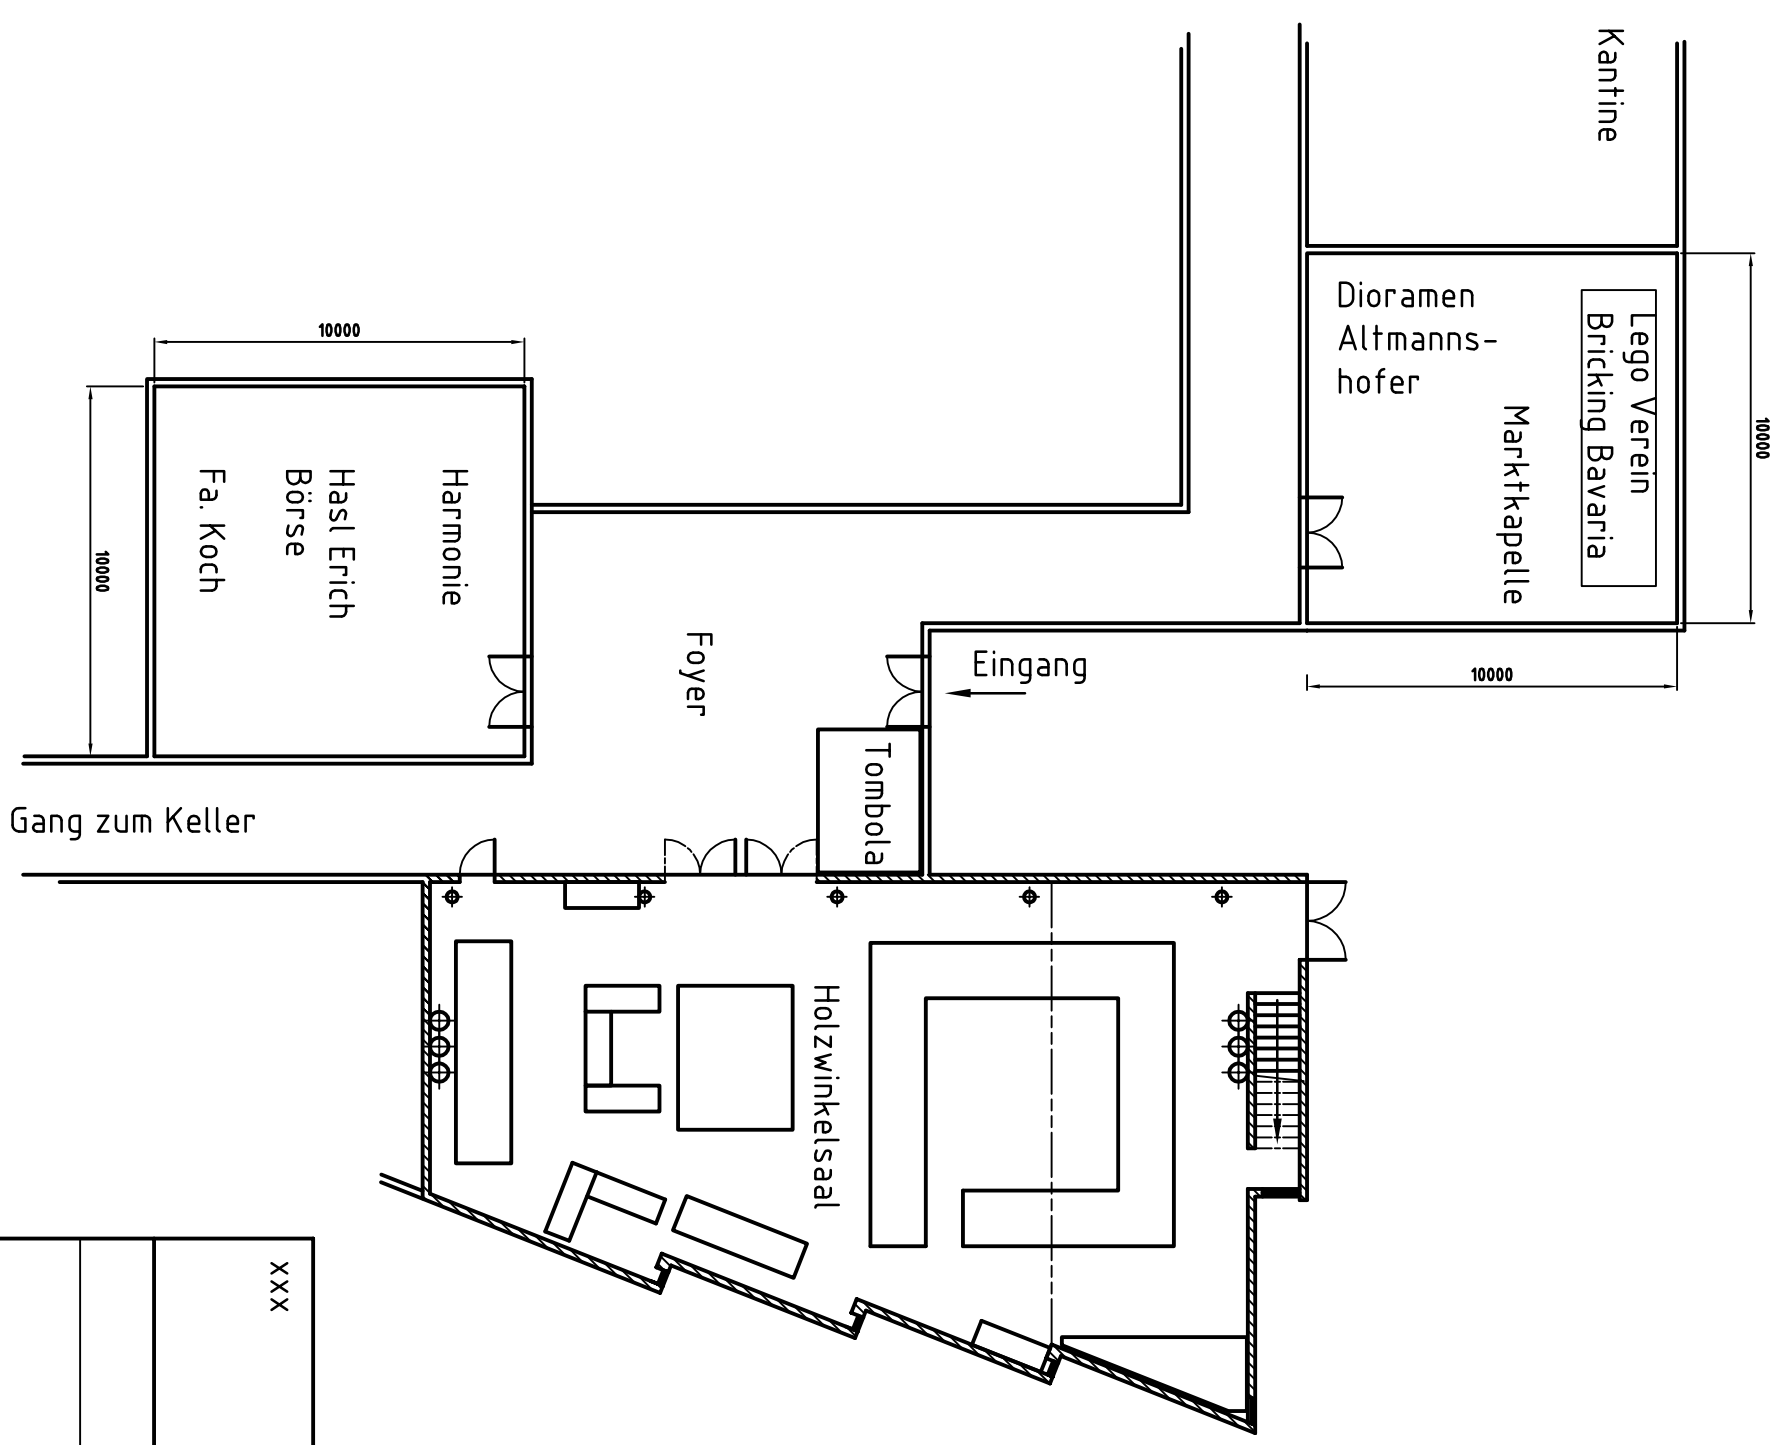 Kantine
Dioramen
Altmanns-
hofer
Lego Verein
Bricking Bavaria
Marktkapelle
10000
10000
10000
10000
Harmonie
Hasl Erich
Börse
Fa. Koch
Foyer
Eingang
Tombola
Gang zum Keller
Holzwinkelsaal
xxx